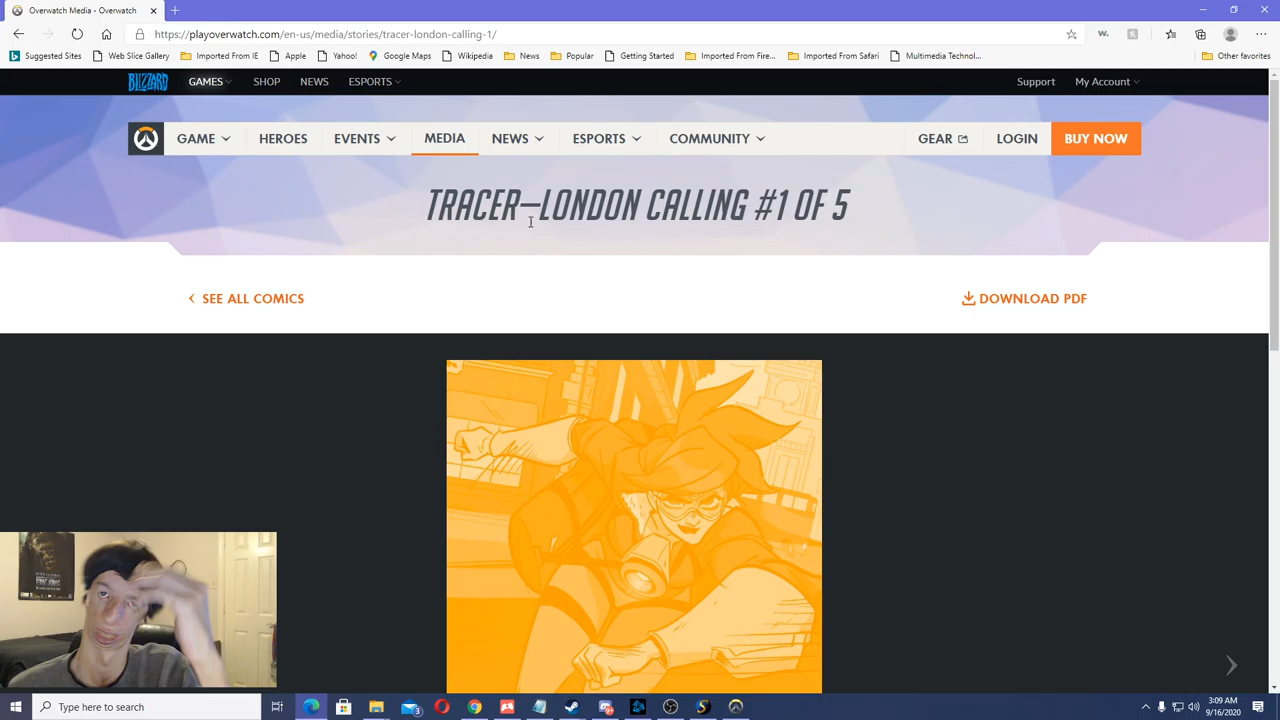 Overwatch Media - Overwatch
https://playoverwatch.com/en-us/media/stories/tracer-london-calling-1/
Suggested Sites Web Slice Gallery Imported From IE Apple Yahoo! Google Maps Wikipedia News Popular Getting Started Imported From Fire... Imported From Safari Multimedia Technol... Other favorites
BLIZZARD GAMES SHOP NEWS ESPORTS Support My Account
GAME HEROES EVENTS MEDIA NEWS ESPORTS COMMUNITY GEAR LOGIN BUY NOW
TRACER—LONDON CALLING #1 OF 5
SEE ALL COMICS DOWNLOAD PDF
Type here to search
3
3:09 AM
9/16/2020